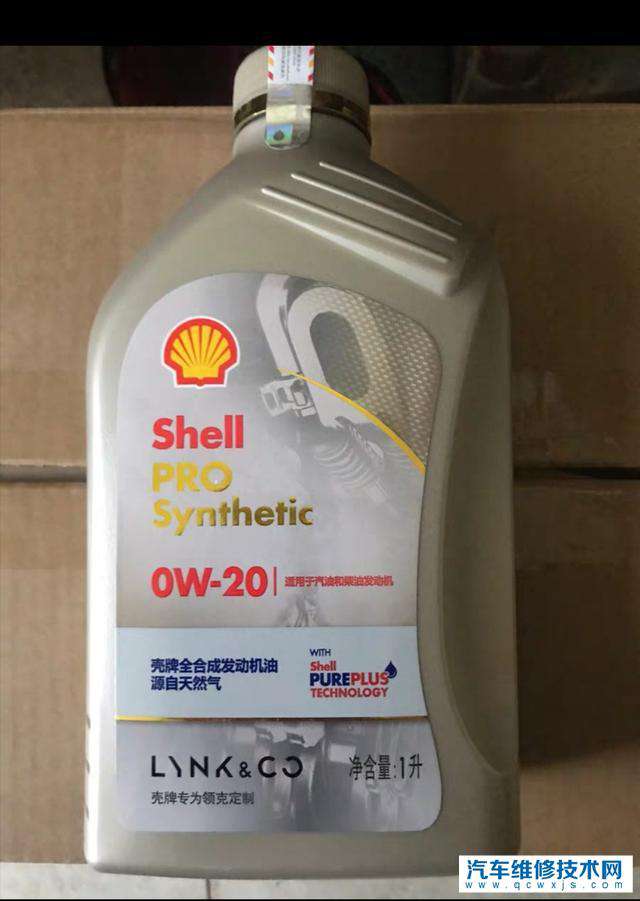 Shell
PRO
Synthetic
0W-20 适用于汽油和柴油发动机
壳牌全合成发动机油
源自天然气
WITH
Shell
PUREPLUS
TECHNOLOGY
LYNK & CO
净含量:1升
壳牌专为领克定制
汽车维修技术网
www.qcwxjs.com